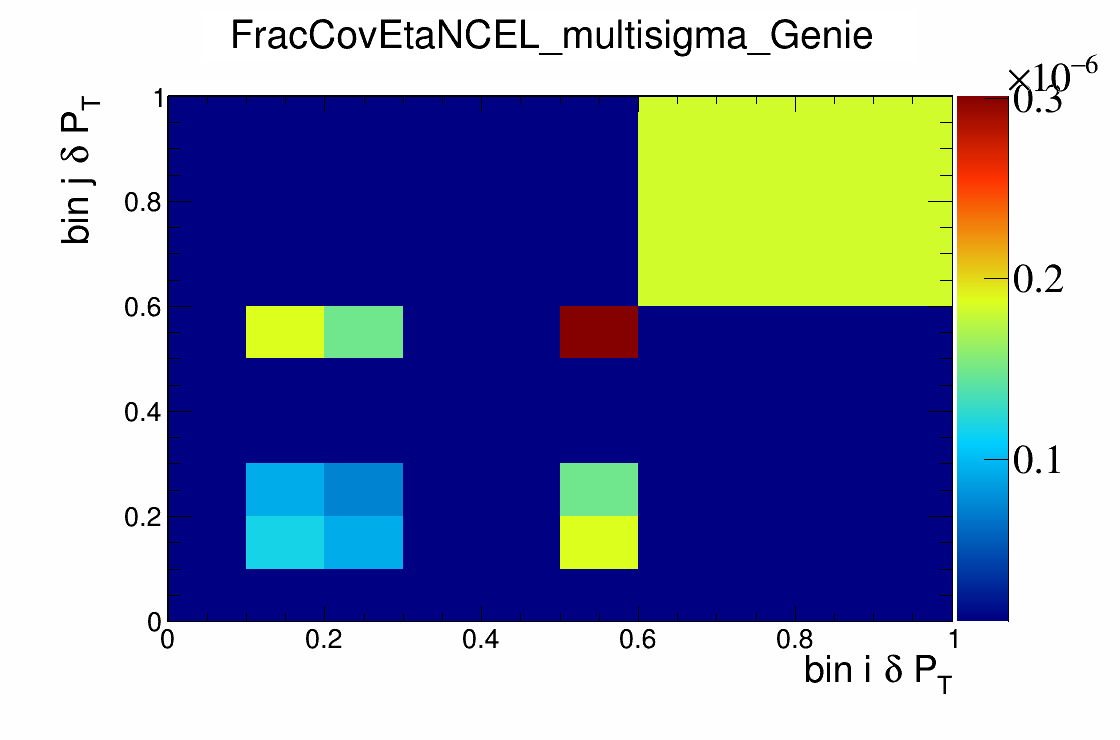 FracCovEtaNCEL_multisigma_Genie
×10⁻⁶
bin j δ P_T
1
0.8
0.6
0.4
0.2
0
0 0.2 0.4 0.6 0.8 1
bin i δ P_T
0.3
0.2
0.1